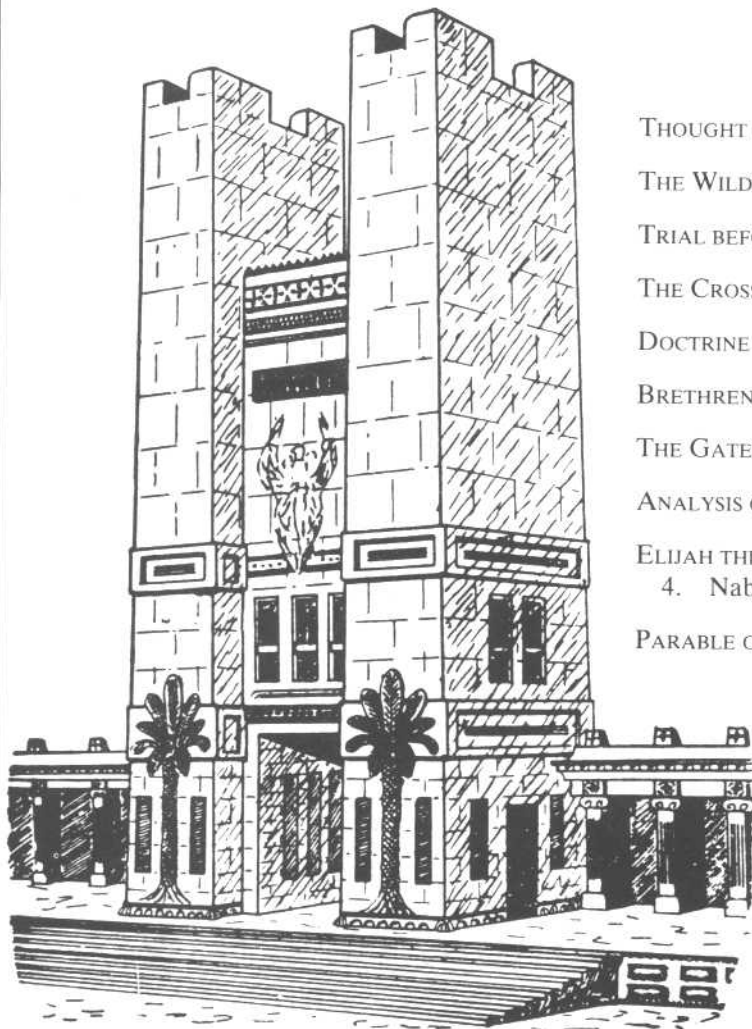 THOUGHT
THE WILD
TRIAL BEF
THE CROSS
DOCTRINE
BRETHREN
THE GATE
ANALYSIS
ELIJAH TH
4. Nab
PARABLE